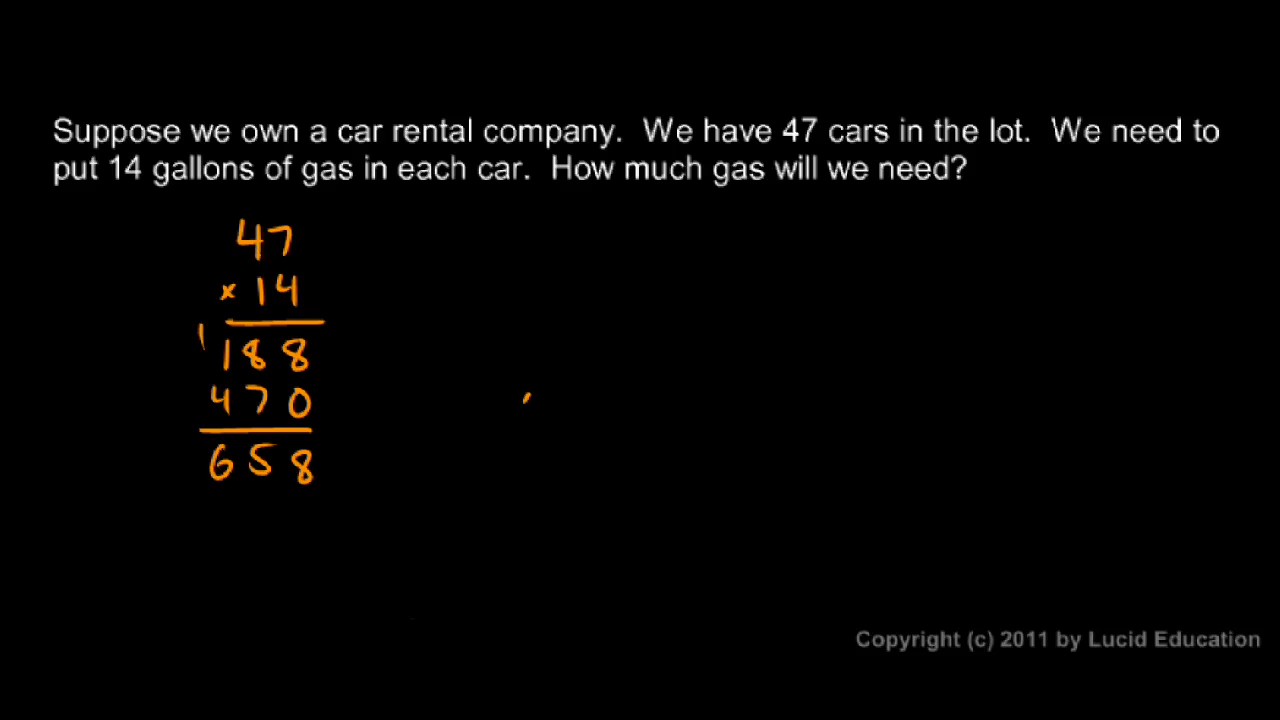 Suppose we own a car rental company. We have 47 cars in the lot. We need to
put 14 gallons of gas in each car. How much gas will we need?
47
× 14
1
188
470
658
Copyright (c) 2011 by Lucid Education